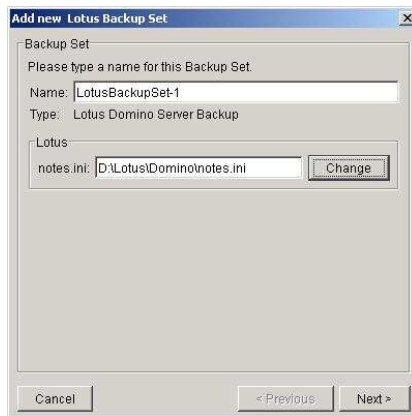 Add new Lotus Backup Set
Backup Set
Please type a name for this Backup Set.
Name: LotusBackupSet-1
Type: Lotus Domino Server Backup
Lotus
notes.ini: D:\Lotus\Domino\notes.ini Change
Cancel < Previous Next >